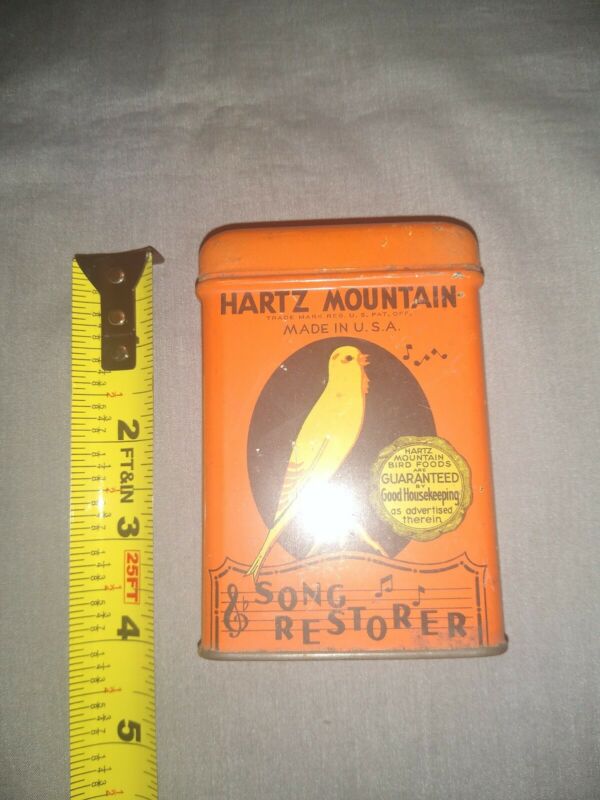 HARTZ MOUNTAIN
TRADE MARK REG. U.S. PAT. OFF.
MADE IN U.S.A.
HARTZ
MOUNTAIN
BIRD FOODS
ARE
GUARANTEED
BY
Good Housekeeping
as advertised
therein
SONG
RESTORER
2
FT&IN
3
25FT
4
5